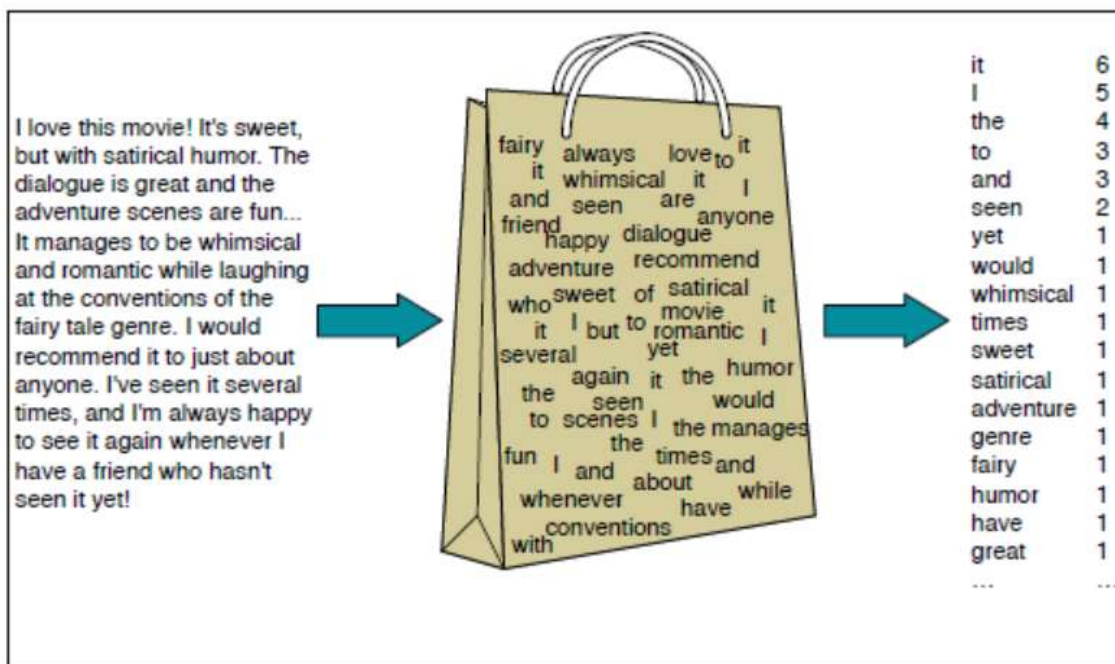 I love this movie! It's sweet,
but with satirical humor. The
dialogue is great and the
adventure scenes are fun...
It manages to be whimsical
and romantic while laughing
at the conventions of the
fairy tale genre. I would
recommend it to just about
anyone. I've seen it several
times, and I'm always happy
to see it again whenever I
have a friend who hasn't
seen it yet!
fairy always love to it
it whimsical it I
and seen are anyone
friend happy dialogue
adventure recommend
who sweet of satirical
it I but to movie it
romantic I
several yet
again it the humor
the seen would
to scenes I the manages
fun I and the times and
about while
whenever have
conventions
with
it 6
I 5
the 4
to 3
and 3
seen 2
yet 1
would 1
whimsical 1
times 1
sweet 1
satirical 1
adventure 1
genre 1
fairy 1
humor 1
have 1
great 1
... ...